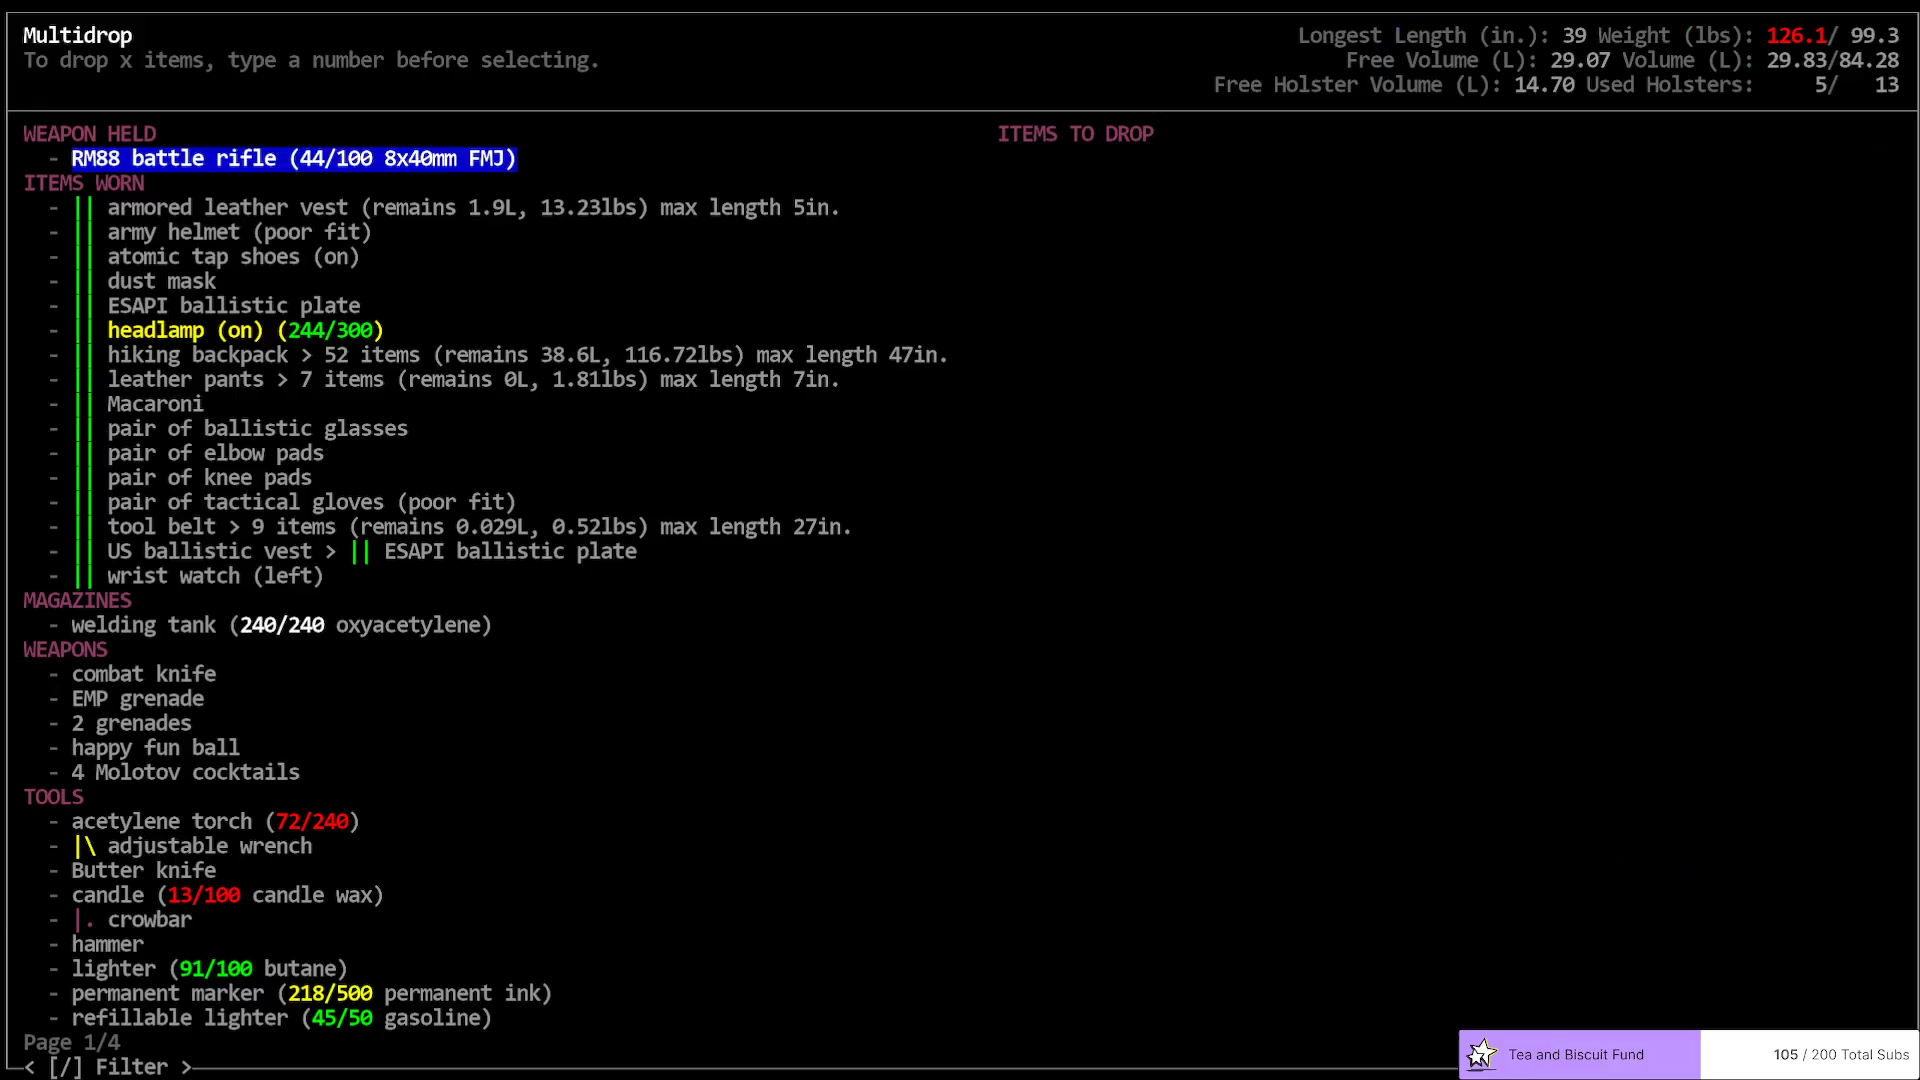 Multidrop
To drop x items, type a number before selecting.
Longest Length (in.): 39 Weight (lbs): 126.1/ 99.3
Free Volume (L): 29.07 Volume (L): 29.83/84.28
Free Holster Volume (L): 14.70 Used Holsters: 5/ 13
WEAPON HELD
- RM88 battle rifle (44/100 8x40mm FMJ)
ITEMS WORN
- || armored leather vest (remains 1.9L, 13.23lbs) max length 5in.
- || army helmet (poor fit)
- || atomic tap shoes (on)
- || dust mask
- || ESAPI ballistic plate
- || headlamp (on) (244/300)
- || hiking backpack > 52 items (remains 38.6L, 116.72lbs) max length 47in.
- || leather pants > 7 items (remains 0L, 1.81lbs) max length 7in.
- || Macaroni
- || pair of ballistic glasses
- || pair of elbow pads
- || pair of knee pads
- || pair of tactical gloves (poor fit)
- || tool belt > 9 items (remains 0.029L, 0.52lbs) max length 27in.
- || US ballistic vest > || ESAPI ballistic plate
- || wrist watch (left)
MAGAZINES
- welding tank (240/240 oxyacetylene)
WEAPONS
- combat knife
- EMP grenade
- 2 grenades
- happy fun ball
- 4 Molotov cocktails
TOOLS
- acetylene torch (72/240)
- |\ adjustable wrench
- Butter knife
- candle (13/100 candle wax)
- |. crowbar
- hammer
- lighter (91/100 butane)
- permanent marker (218/500 permanent ink)
- refillable lighter (45/50 gasoline)
Page 1/4
< [/] Filter >
ITEMS TO DROP
Tea and Biscuit Fund
105 / 200 Total Subs